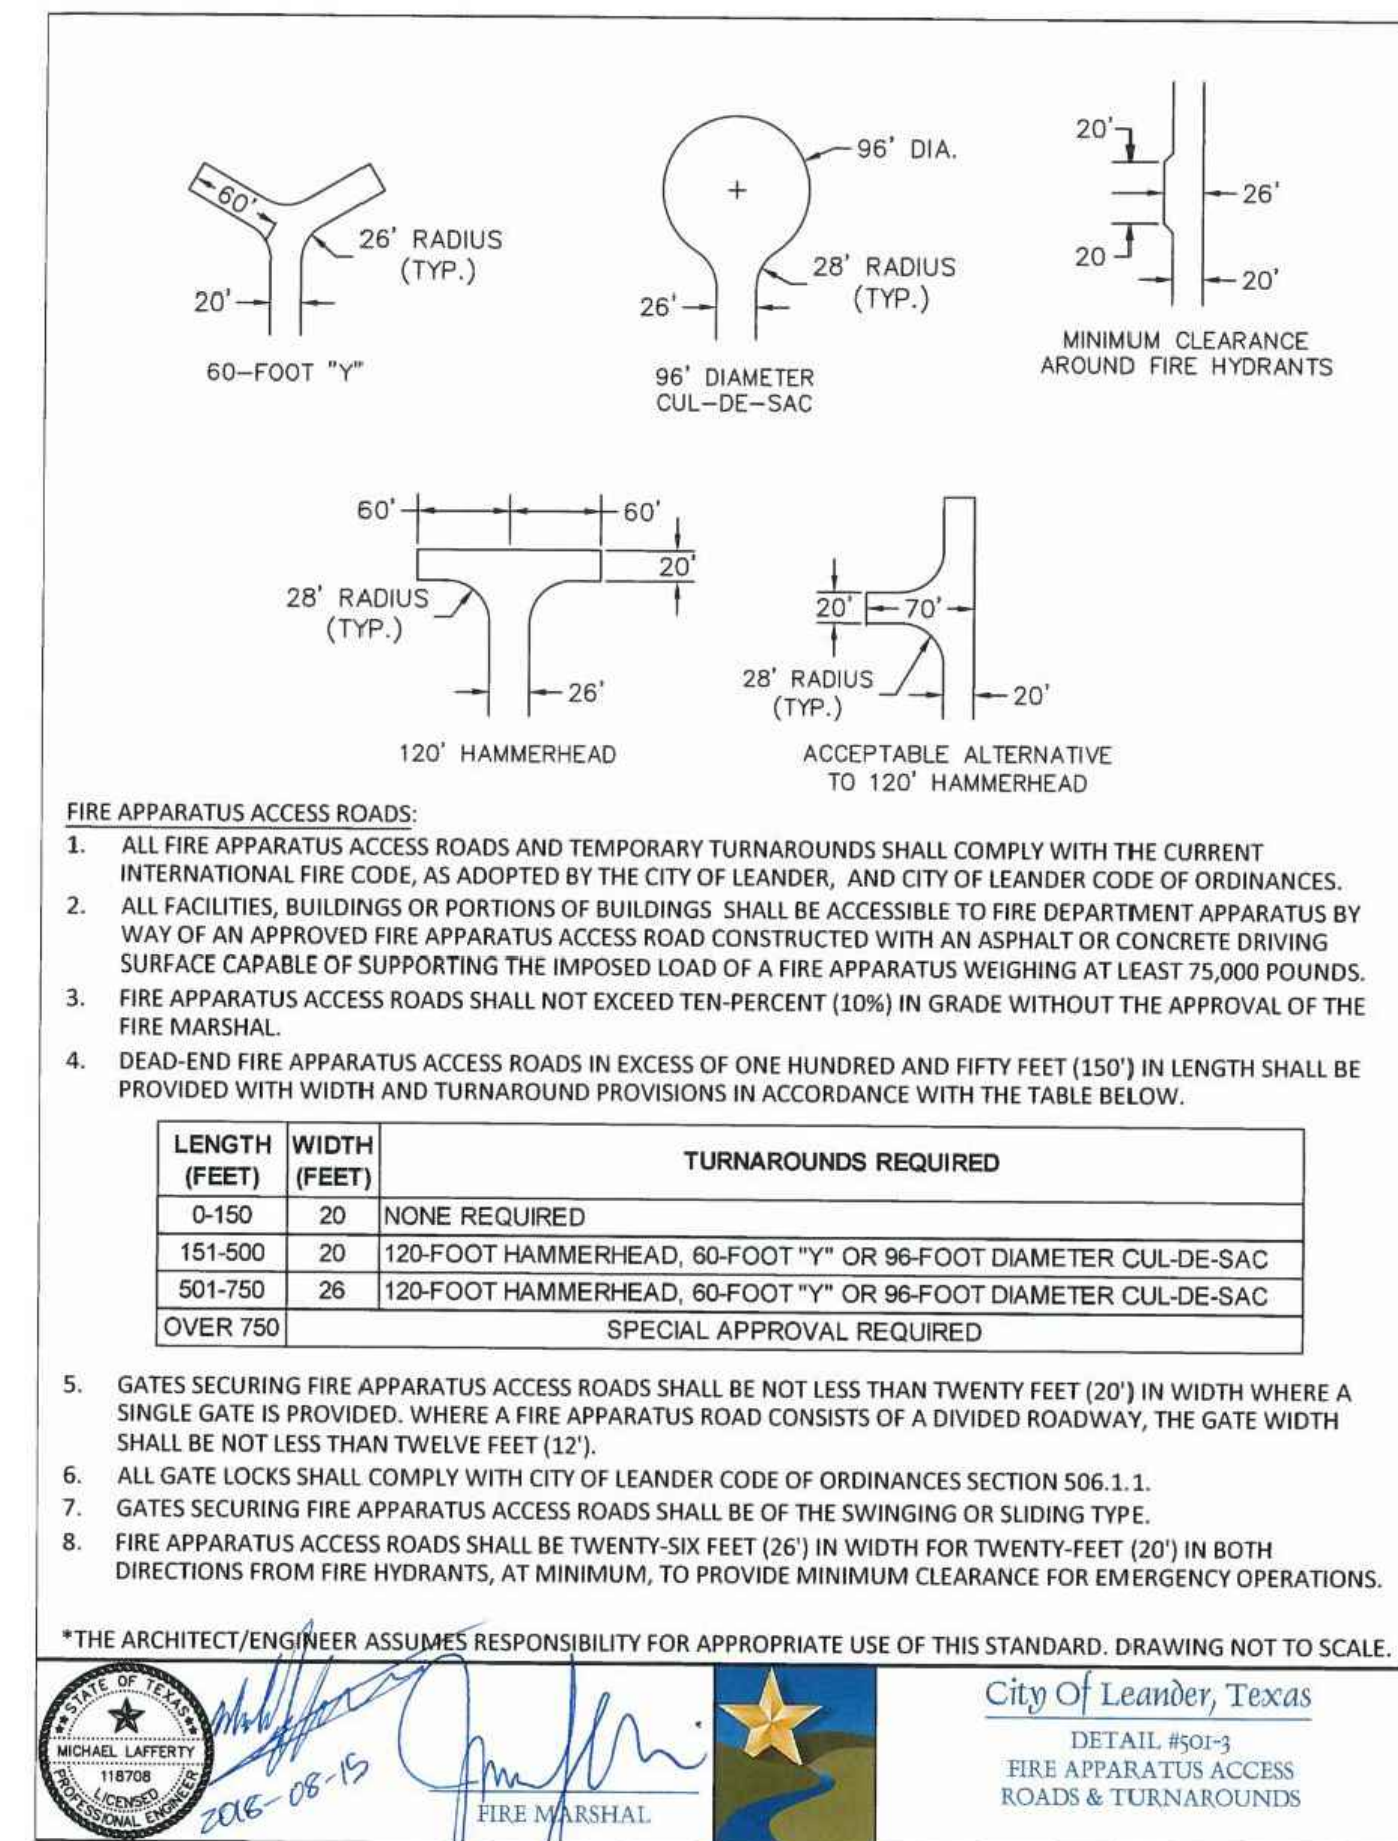 60'
26' RADIUS
(TYP.)
20'
60-FOOT "Y"
96' DIA.
28' RADIUS
(TYP.)
26'
96' DIAMETER
CUL-DE-SAC
20'
26'
20
20'
MINIMUM CLEARANCE
AROUND FIRE HYDRANTS
60'
60'
20'
28' RADIUS
(TYP.)
26'
120' HAMMERHEAD
20'
70'
28' RADIUS
(TYP.)
20'
ACCEPTABLE ALTERNATIVE
TO 120' HAMMERHEAD
FIRE APPARATUS ACCESS ROADS:
1. ALL FIRE APPARATUS ACCESS ROADS AND TEMPORARY TURNAROUNDS SHALL COMPLY WITH THE CURRENT
INTERNATIONAL FIRE CODE, AS ADOPTED BY THE CITY OF LEANDER, AND CITY OF LEANDER CODE OF ORDINANCES.
2. ALL FACILITIES, BUILDINGS OR PORTIONS OF BUILDINGS SHALL BE ACCESSIBLE TO FIRE DEPARTMENT APPARATUS BY
WAY OF AN APPROVED FIRE APPARATUS ACCESS ROAD CONSTRUCTED WITH AN ASPHALT OR CONCRETE DRIVING
SURFACE CAPABLE OF SUPPORTING THE IMPOSED LOAD OF A FIRE APPARATUS WEIGHING AT LEAST 75,000 POUNDS.
3. FIRE APPARATUS ACCESS ROADS SHALL NOT EXCEED TEN-PERCENT (10%) IN GRADE WITHOUT THE APPROVAL OF THE
FIRE MARSHAL.
4. DEAD-END FIRE APPARATUS ACCESS ROADS IN EXCESS OF ONE HUNDRED AND FIFTY FEET (150') IN LENGTH SHALL BE
PROVIDED WITH WIDTH AND TURNAROUND PROVISIONS IN ACCORDANCE WITH THE TABLE BELOW.
LENGTH (FEET) WIDTH (FEET) TURNAROUNDS REQUIRED
0-150 20 NONE REQUIRED
151-500 20 120-FOOT HAMMERHEAD, 60-FOOT "Y" OR 96-FOOT DIAMETER CUL-DE-SAC
501-750 26 120-FOOT HAMMERHEAD, 60-FOOT "Y" OR 96-FOOT DIAMETER CUL-DE-SAC
OVER 750 SPECIAL APPROVAL REQUIRED
5. GATES SECURING FIRE APPARATUS ACCESS ROADS SHALL BE NOT LESS THAN TWENTY FEET (20') IN WIDTH WHERE A
SINGLE GATE IS PROVIDED. WHERE A FIRE APPARATUS ROAD CONSISTS OF A DIVIDED ROADWAY, THE GATE WIDTH
SHALL BE NOT LESS THAN TWELVE FEET (12').
6. ALL GATE LOCKS SHALL COMPLY WITH CITY OF LEANDER CODE OF ORDINANCES SECTION 506.1.1.
7. GATES SECURING FIRE APPARATUS ACCESS ROADS SHALL BE OF THE SWINGING OR SLIDING TYPE.
8. FIRE APPARATUS ACCESS ROADS SHALL BE TWENTY-SIX FEET (26') IN WIDTH FOR TWENTY-FEET (20') IN BOTH
DIRECTIONS FROM FIRE HYDRANTS, AT MINIMUM, TO PROVIDE MINIMUM CLEARANCE FOR EMERGENCY OPERATIONS.
*THE ARCHITECT/ENGINEER ASSUMES RESPONSIBILITY FOR APPROPRIATE USE OF THIS STANDARD. DRAWING NOT TO SCALE.
STATE OF TEXAS
MICHAEL LAFFERTY
118708
LICENSED
PROFESSIONAL ENGINEER
2018-08-15
FIRE MARSHAL
City Of Leander, Texas
DETAIL #501-3
FIRE APPARATUS ACCESS
ROADS & TURNAROUNDS